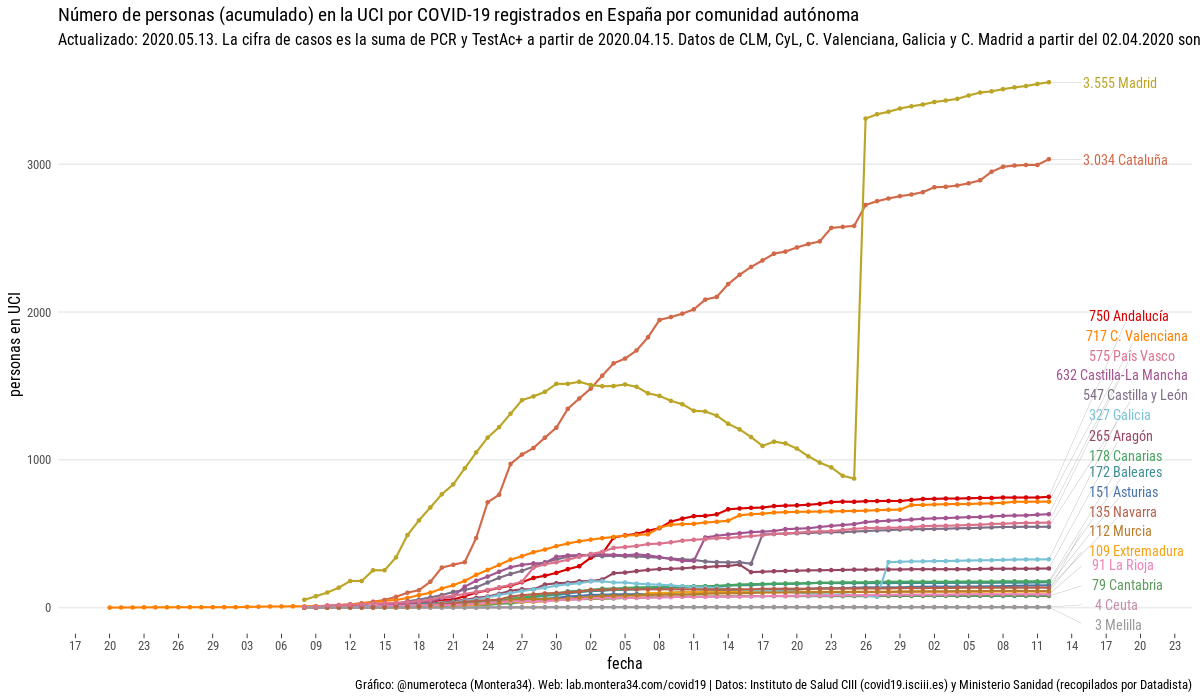 Número de personas (acumulado) en la UCI por COVID-19 registrados en España por comunidad autónoma
Actualizado: 2020.05.13. La cifra de casos es la suma de PCR y TestAc+ a partir de 2020.04.15. Datos de CLM, CyL, C. Valenciana, Galicia y C. Madrid a partir del 02.04.2020 son
personas en UCI
3000
2000
1000
0
3.555 Madrid
3.034 Cataluña
750 Andalucía
717 C. Valenciana
575 País Vasco
632 Castilla-La Mancha
547 Castilla y León
327 Galicia
265 Aragón
178 Canarias
172 Baleares
151 Asturias
135 Navarra
112 Murcia
109 Extremadura
91 La Rioja
79 Cantabria
4 Ceuta
3 Melilla
17 20 23 26 29 03 06 09 12 15 18 21 24 27 30 02 05 08 11 14 17 20 23 26 29 02 05 08 11 14 17 20 23
fecha
Gráfico: @numeroteca (Montera34). Web: lab.montera34.com/covid19 | Datos: Instituto de Salud CIII (covid19.isciii.es) y Ministerio Sanidad (recopilados por Datadista)